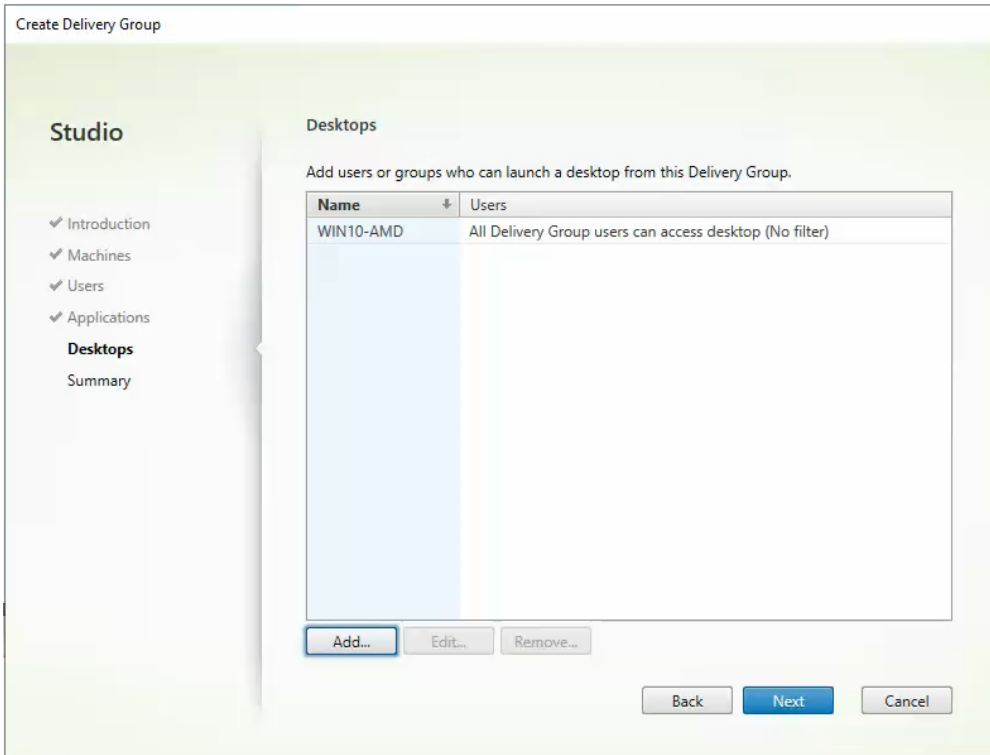 Create Delivery Group
Studio
Introduction
Machines
Users
Applications
Desktops
Summary
Desktops
Add users or groups who can launch a desktop from this Delivery Group.
Name Users
WIN10-AMD All Delivery Group users can access desktop (No filter)
Add... Edit... Remove...
Back Next Cancel